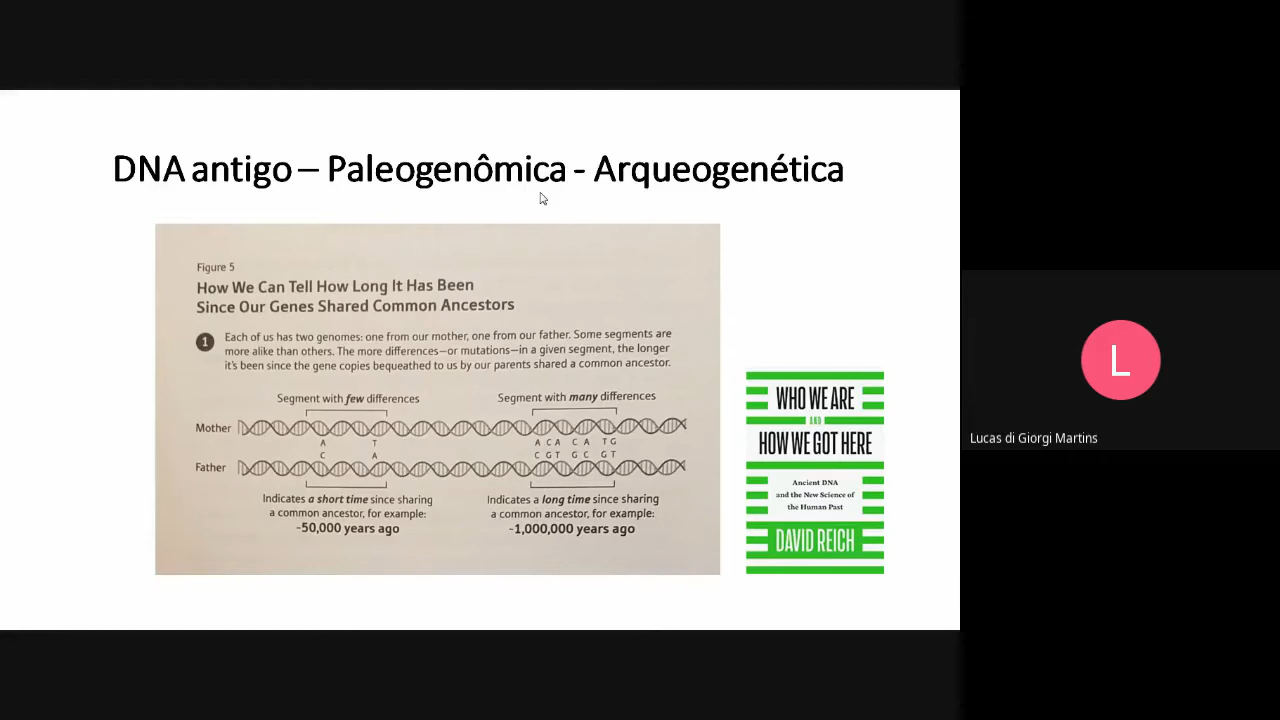 DNA antigo – Paleogenômica - Arqueogenética
Figure 5
How We Can Tell How Long It Has Been
Since Our Genes Shared Common Ancestors
1
Each of us has two genomes: one from our mother, one from our father. Some segments are
more alike than others. The more differences—or mutations—in a given segment, the longer
it's been since the gene copies bequeathed to us by our parents shared a common ancestor.
Segment with few differences
Segment with many differences
Mother
A T
A C A C A T G
C A
C G T G C G T
Father
Indicates a short time since sharing
a common ancestor, for example:
~50,000 years ago
Indicates a long time since sharing
a common ancestor, for example:
~1,000,000 years ago
WHO WE ARE
AND
HOW WE GOT HERE
Ancient DNA
and the New Science of
the Human Past
DAVID REICH
L
Lucas di Giorgi Martins